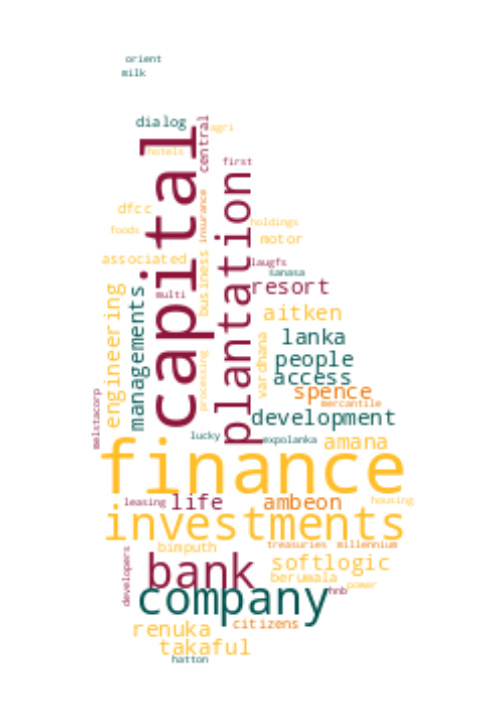 orient
milk
dialog
agri
central
capital
hotels
first
plantation
insurance
dfcc
holdings
foods
motor
business
associated
laugfs
sanasa
resort
engineering
managements
multi
aitken
lanka
vardhana
people
processing
access
spence
mercantile
melstacorp
development
lucky
expolanka
amana
finance
leasing
life
ambeon
housing
investments
bimputh
treasuries
millennium
developers
bank
softlogic
berumala
power
hnb
company
renuka
citizens
takaful
hatton